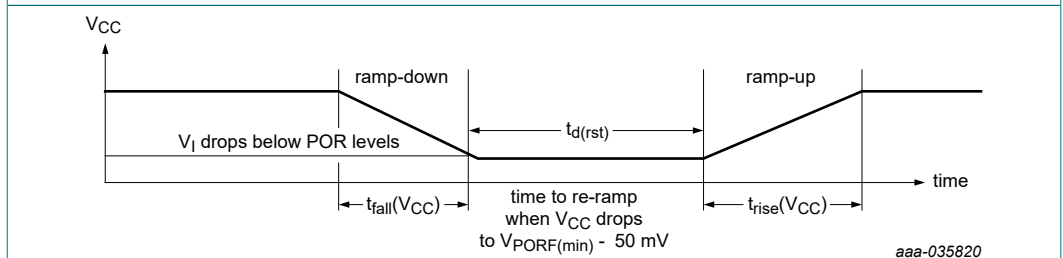 VCC
ramp-down
ramp-up
td(rst)
VI drops below POR levels
time
tfall(VCC)
time to re-ramp
when VCC drops
to VPORF(min) - 50 mV
trise(VCC)
aaa-035820